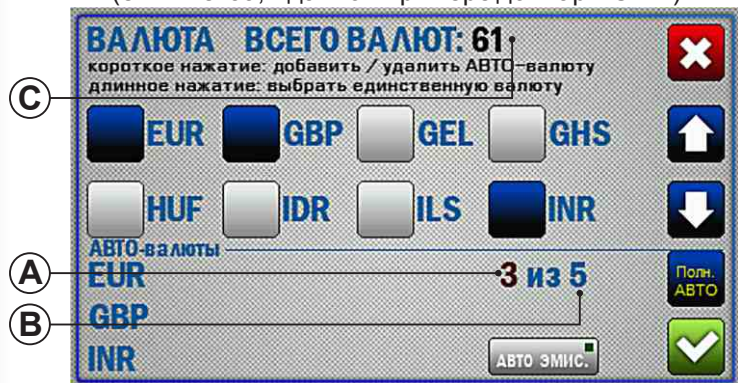 ВАЛЮТА ВСЕГО ВАЛЮТ: 61
короткое нажатие: добавить / удалить АВТО-валюту
длинное нажатие: выбрать единственную валюту
C
EUR GBP GEL GHS
HUF IDR ILS INR
АВТО-валюты
A
EUR 3 из 5
Полн.
АВТО
B
GBP
INR
АВТО ЭМИС.